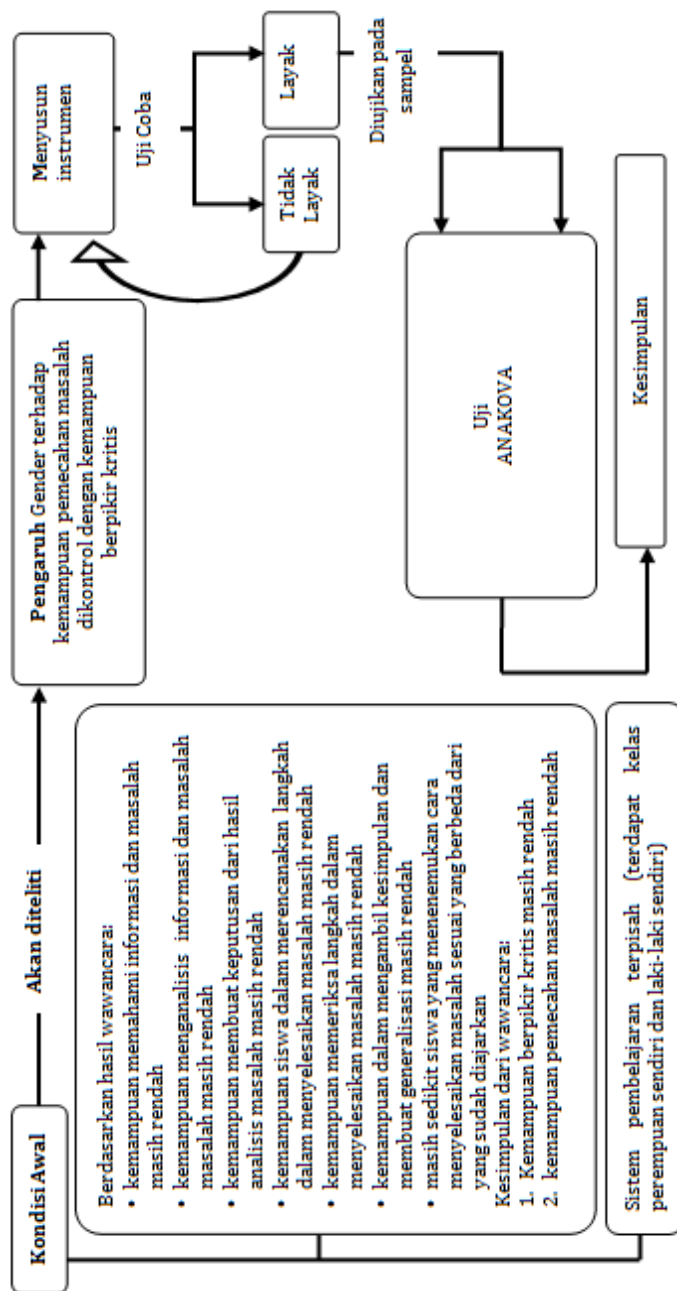 Kondisi Awal
Akan diteliti
Berdasarkan hasil wawancara:
• kemampuan memahami informasi dan masalah
masih rendah
• kemampuan menganalisis informasi dan masalah
masalah masih rendah
• kemampuan membuat keputusan dari hasil
analisis masalah masih rendah
• kemampuan siswa dalam merencanakan langkah
dalam menyelesaikan masalah masih rendah
• kemampuan memeriksa langkah dalam
menyelesaikan masalah masih rendah
• kemampuan dalam mengambil kesimpulan dan
membuat generalisasi masih rendah
• masih sedikit siswa yang menenemukan cara
menyelesaikan masalah sesuai yang berbeda dari
yang sudah diajarkan
Kesimpulan dari wawancara:
1. Kemampuan berpikir kritis masih rendah
2. kemampuan pemecahan masalah masih rendah
Sistem pembelajaran terpisah (terdapat kelas
perempuan sendiri dan laki-laki sendiri)
Pengaruh Gender terhadap
kemampuan pemecahan masalah
dikontrol dengan kemampuan
berpikir kritis
Menyusun
instrumen
Uji Coba
Tidak
Layak
Layak
Diujikan pada
sampel
Uji
ANAKOVA
Kesimpulan